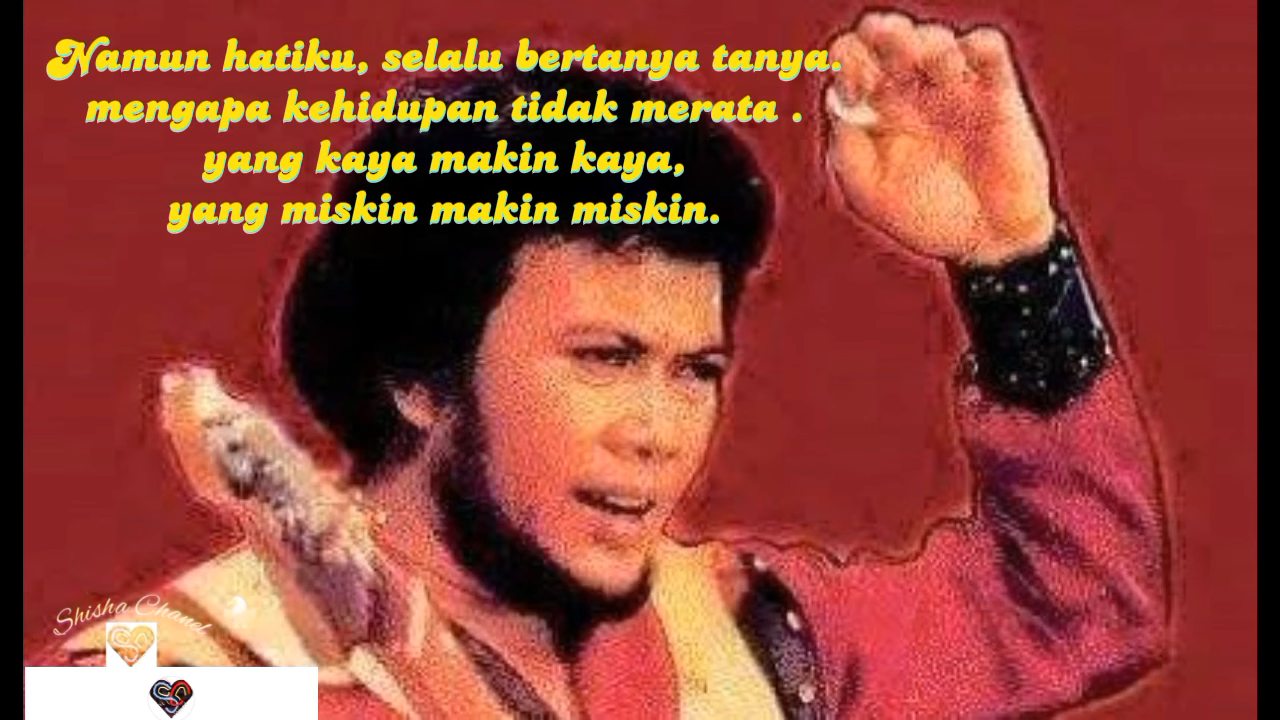 Namun hatiku, selalu bertanya tanya.
mengapa kehidupan tidak merata .
yang kaya makin kaya,
yang miskin makin miskin.
Shisha Chanel